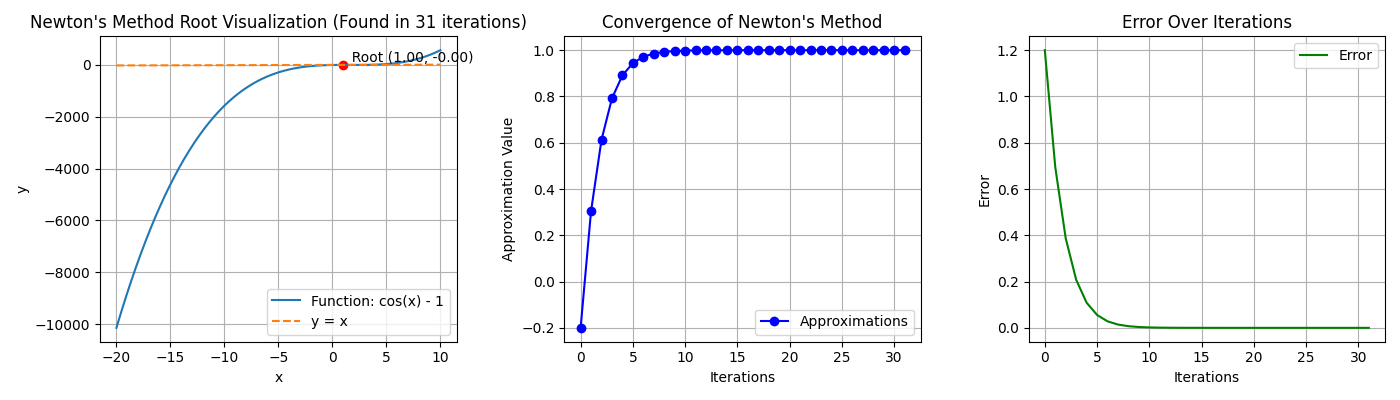 Newton's Method Root Visualization (Found in 31 iterations)
Root (1.00, -0.00)
0
−2000
−4000
−6000
−8000
−10000
y
Function: cos(x) - 1
y = x
−20 −15 −10 −5 0 5 10
x
Convergence of Newton's Method
1.0
0.8
0.6
0.4
0.2
0.0
−0.2
Approximation Value
Approximations
0 5 10 15 20 25 30
Iterations
Error Over Iterations
1.2
1.0
0.8
0.6
0.4
0.2
0.0
Error
Error
0 5 10 15 20 25 30
Iterations